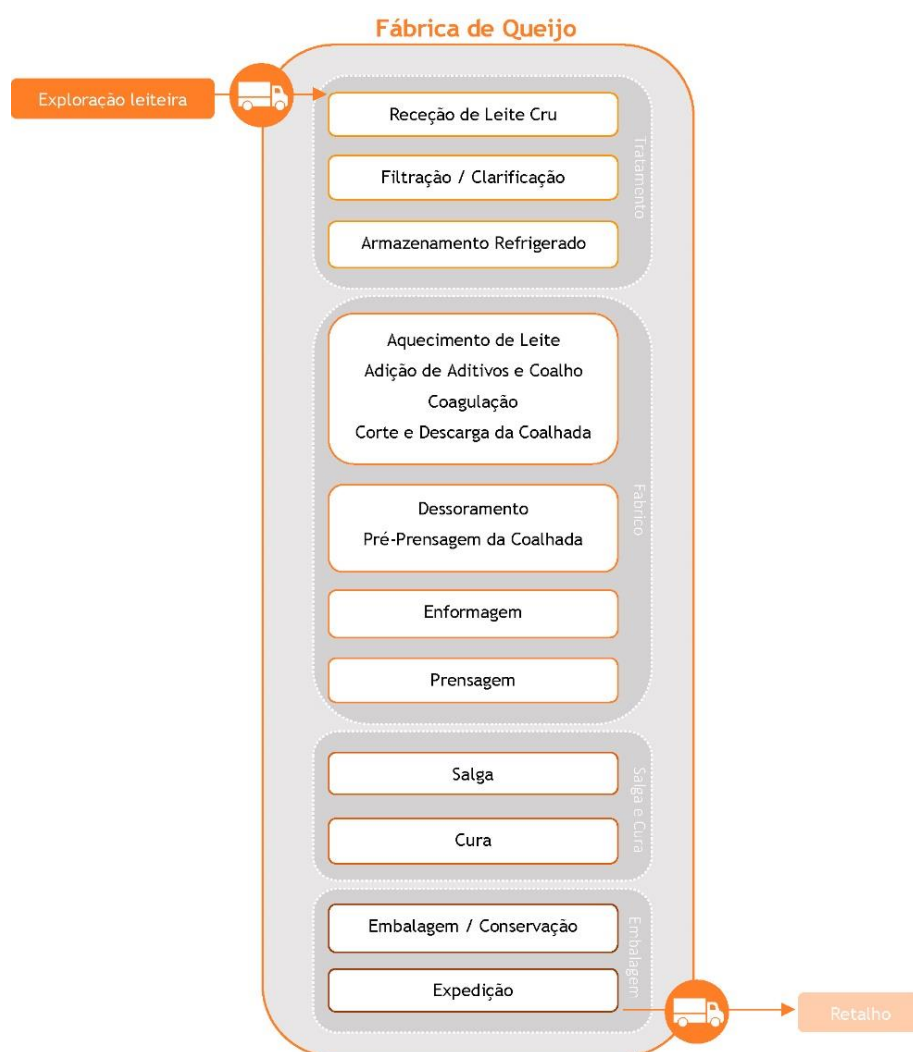 Fábrica de Queijo
Exploração leiteira
Receção de Leite Cru
Filtração / Clarificação
Armazenamento Refrigerado
Tratamento
Aquecimento de Leite
Adição de Aditivos e Coalho
Coagulação
Corte e Descarga da Coalhada
Dessoramento
Pré-Prensagem da Coalhada
Enformagem
Prensagem
Fabrico
Salga
Cura
Salga e Cura
Embalagem / Conservação
Expedição
Embalagem
Retalho